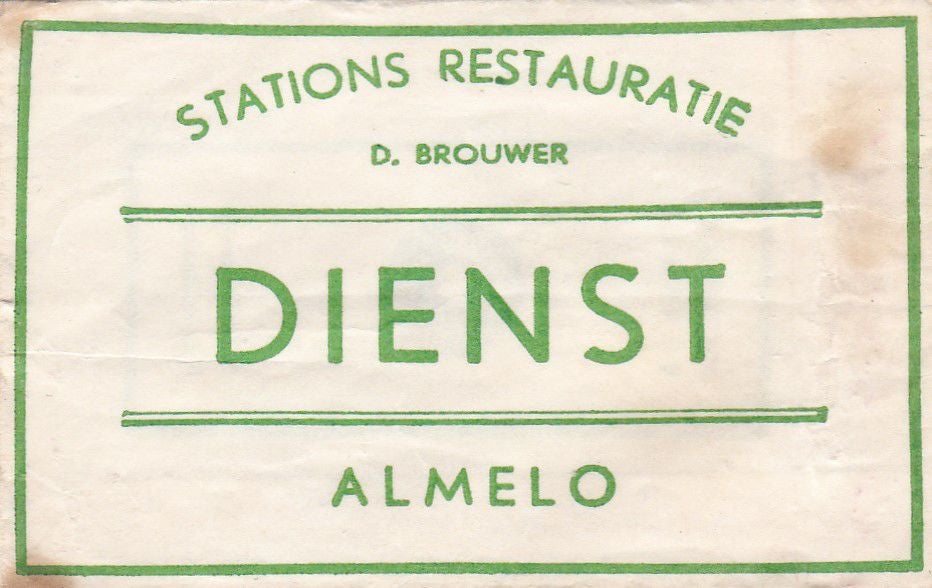 STATIONS RESTAURATIE
D. BROUWER
DIENST
ALMELO